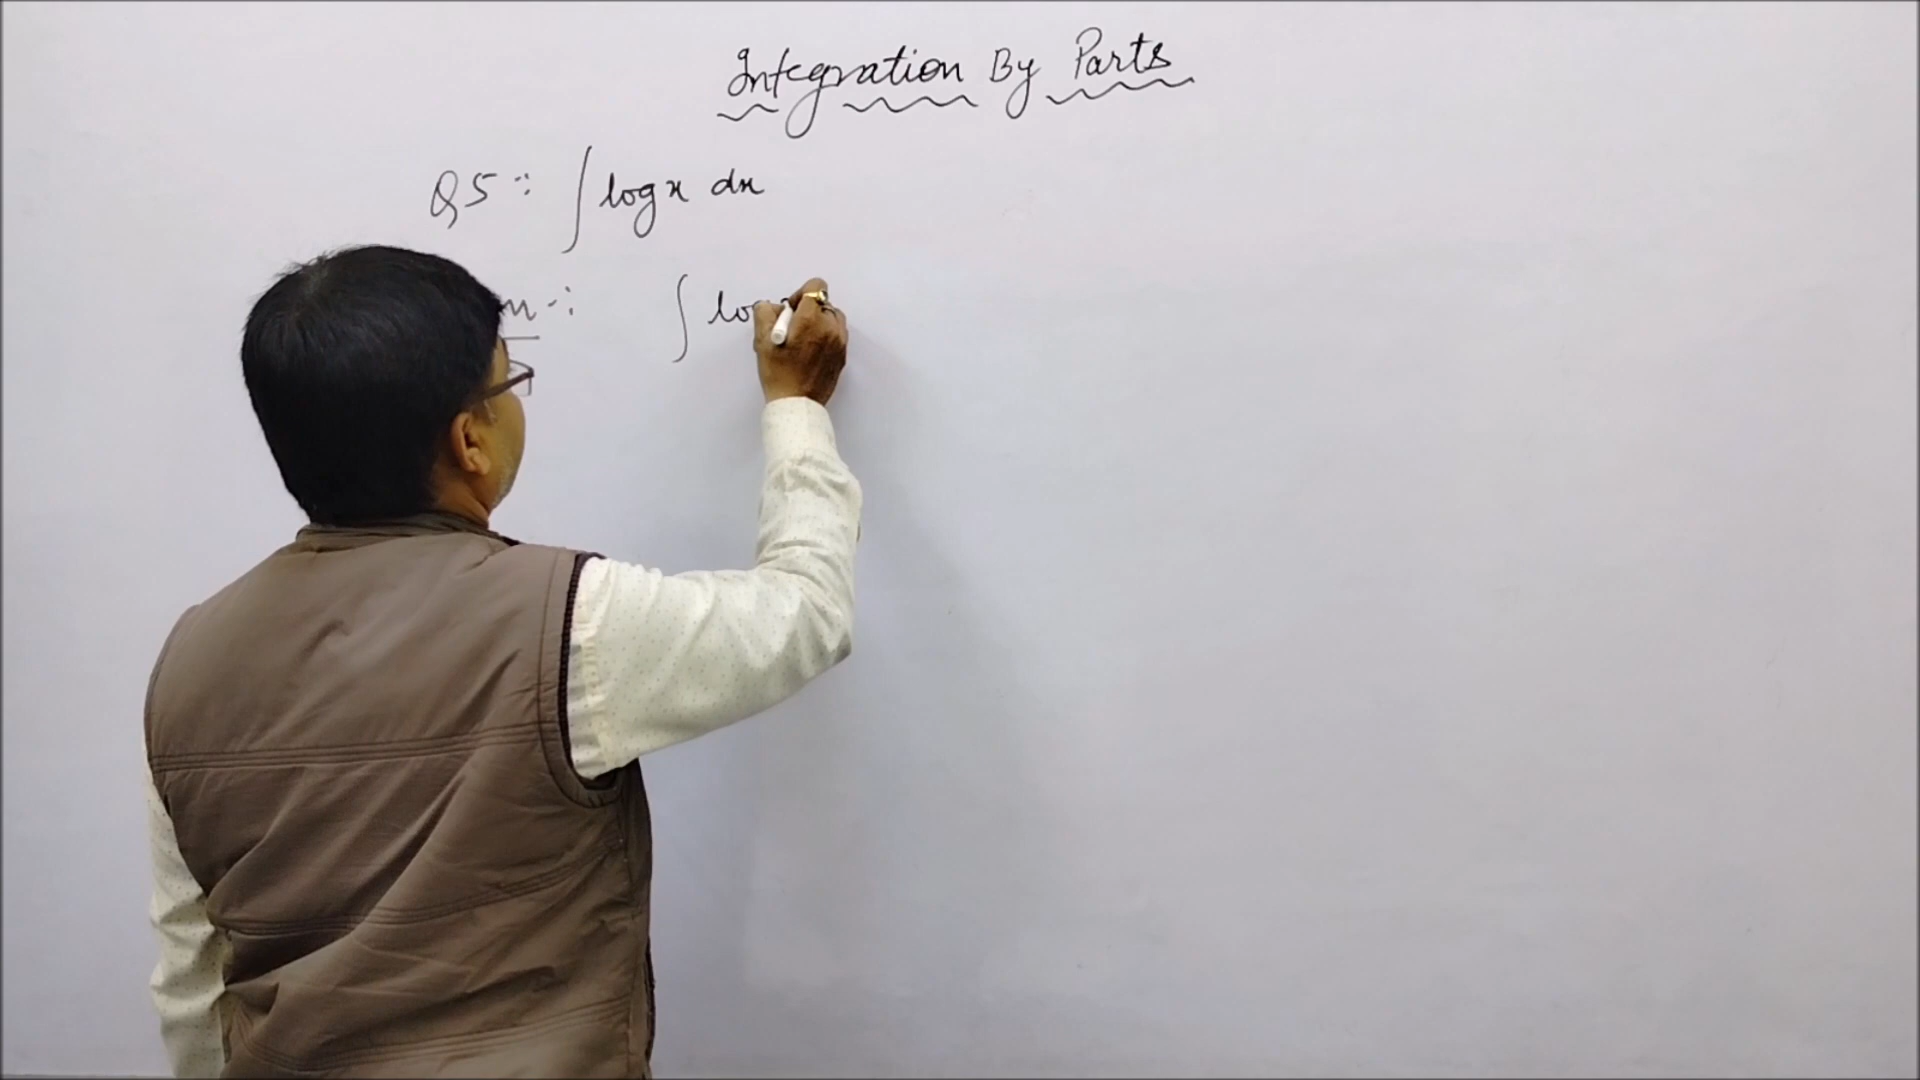 Integration By Parts
Q5 :- ∫ log x dx
∫ lo